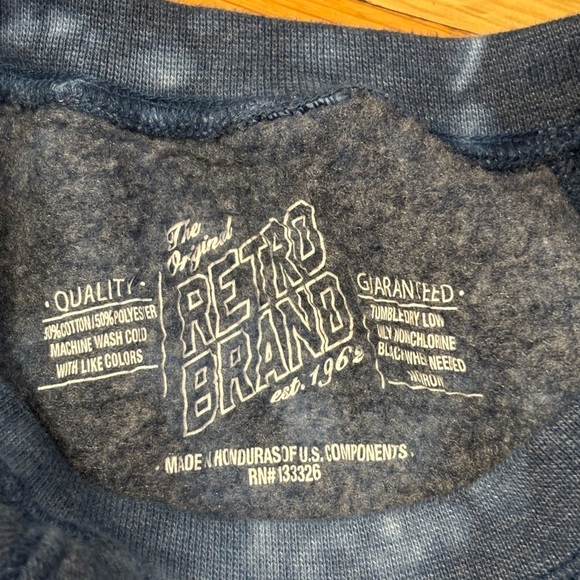 The
Original
RETRO
BRAND
est. 1962
· QUALITY ·
50% COTTON/50% POLYESTER
MACHINE WASH COLD
WITH LIKE COLORS
GUARANTEED ·
TUMBLE DRY LOW
ONLY NONCHLORINE
BLEACH WHEN NEEDED
NO IRON
· MADE IN HONDURAS OF U.S. COMPONENTS ·
RN# 133326